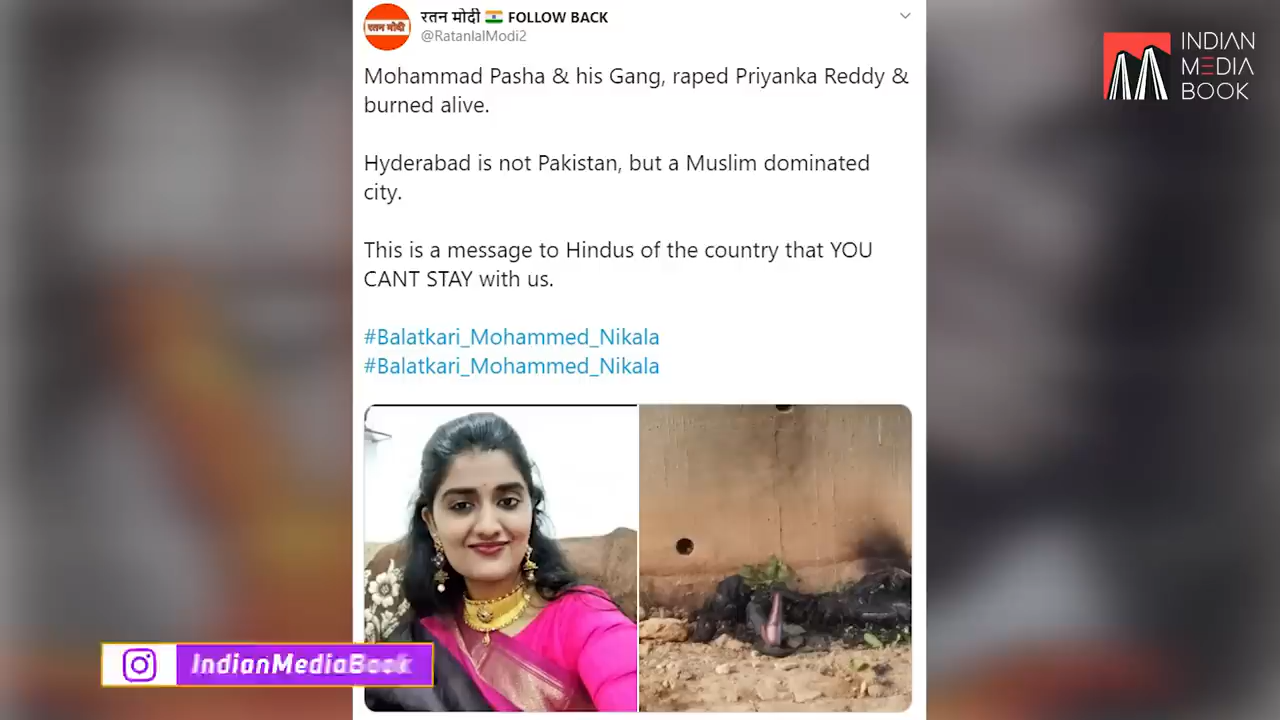 रतन मोदी FOLLOW BACK
@RatanlalModi2
Mohammad Pasha & his Gang, raped Priyanka Reddy &
burned alive.
Hyderabad is not Pakistan, but a Muslim dominated
city.
This is a message to Hindus of the country that YOU
CANT STAY with us.
#Balatkari_Mohammed_Nikala
#Balatkari_Mohammed_Nikala
रतन मोदी
INDIAN
MEDIA
BOOK
IndianMediaBook